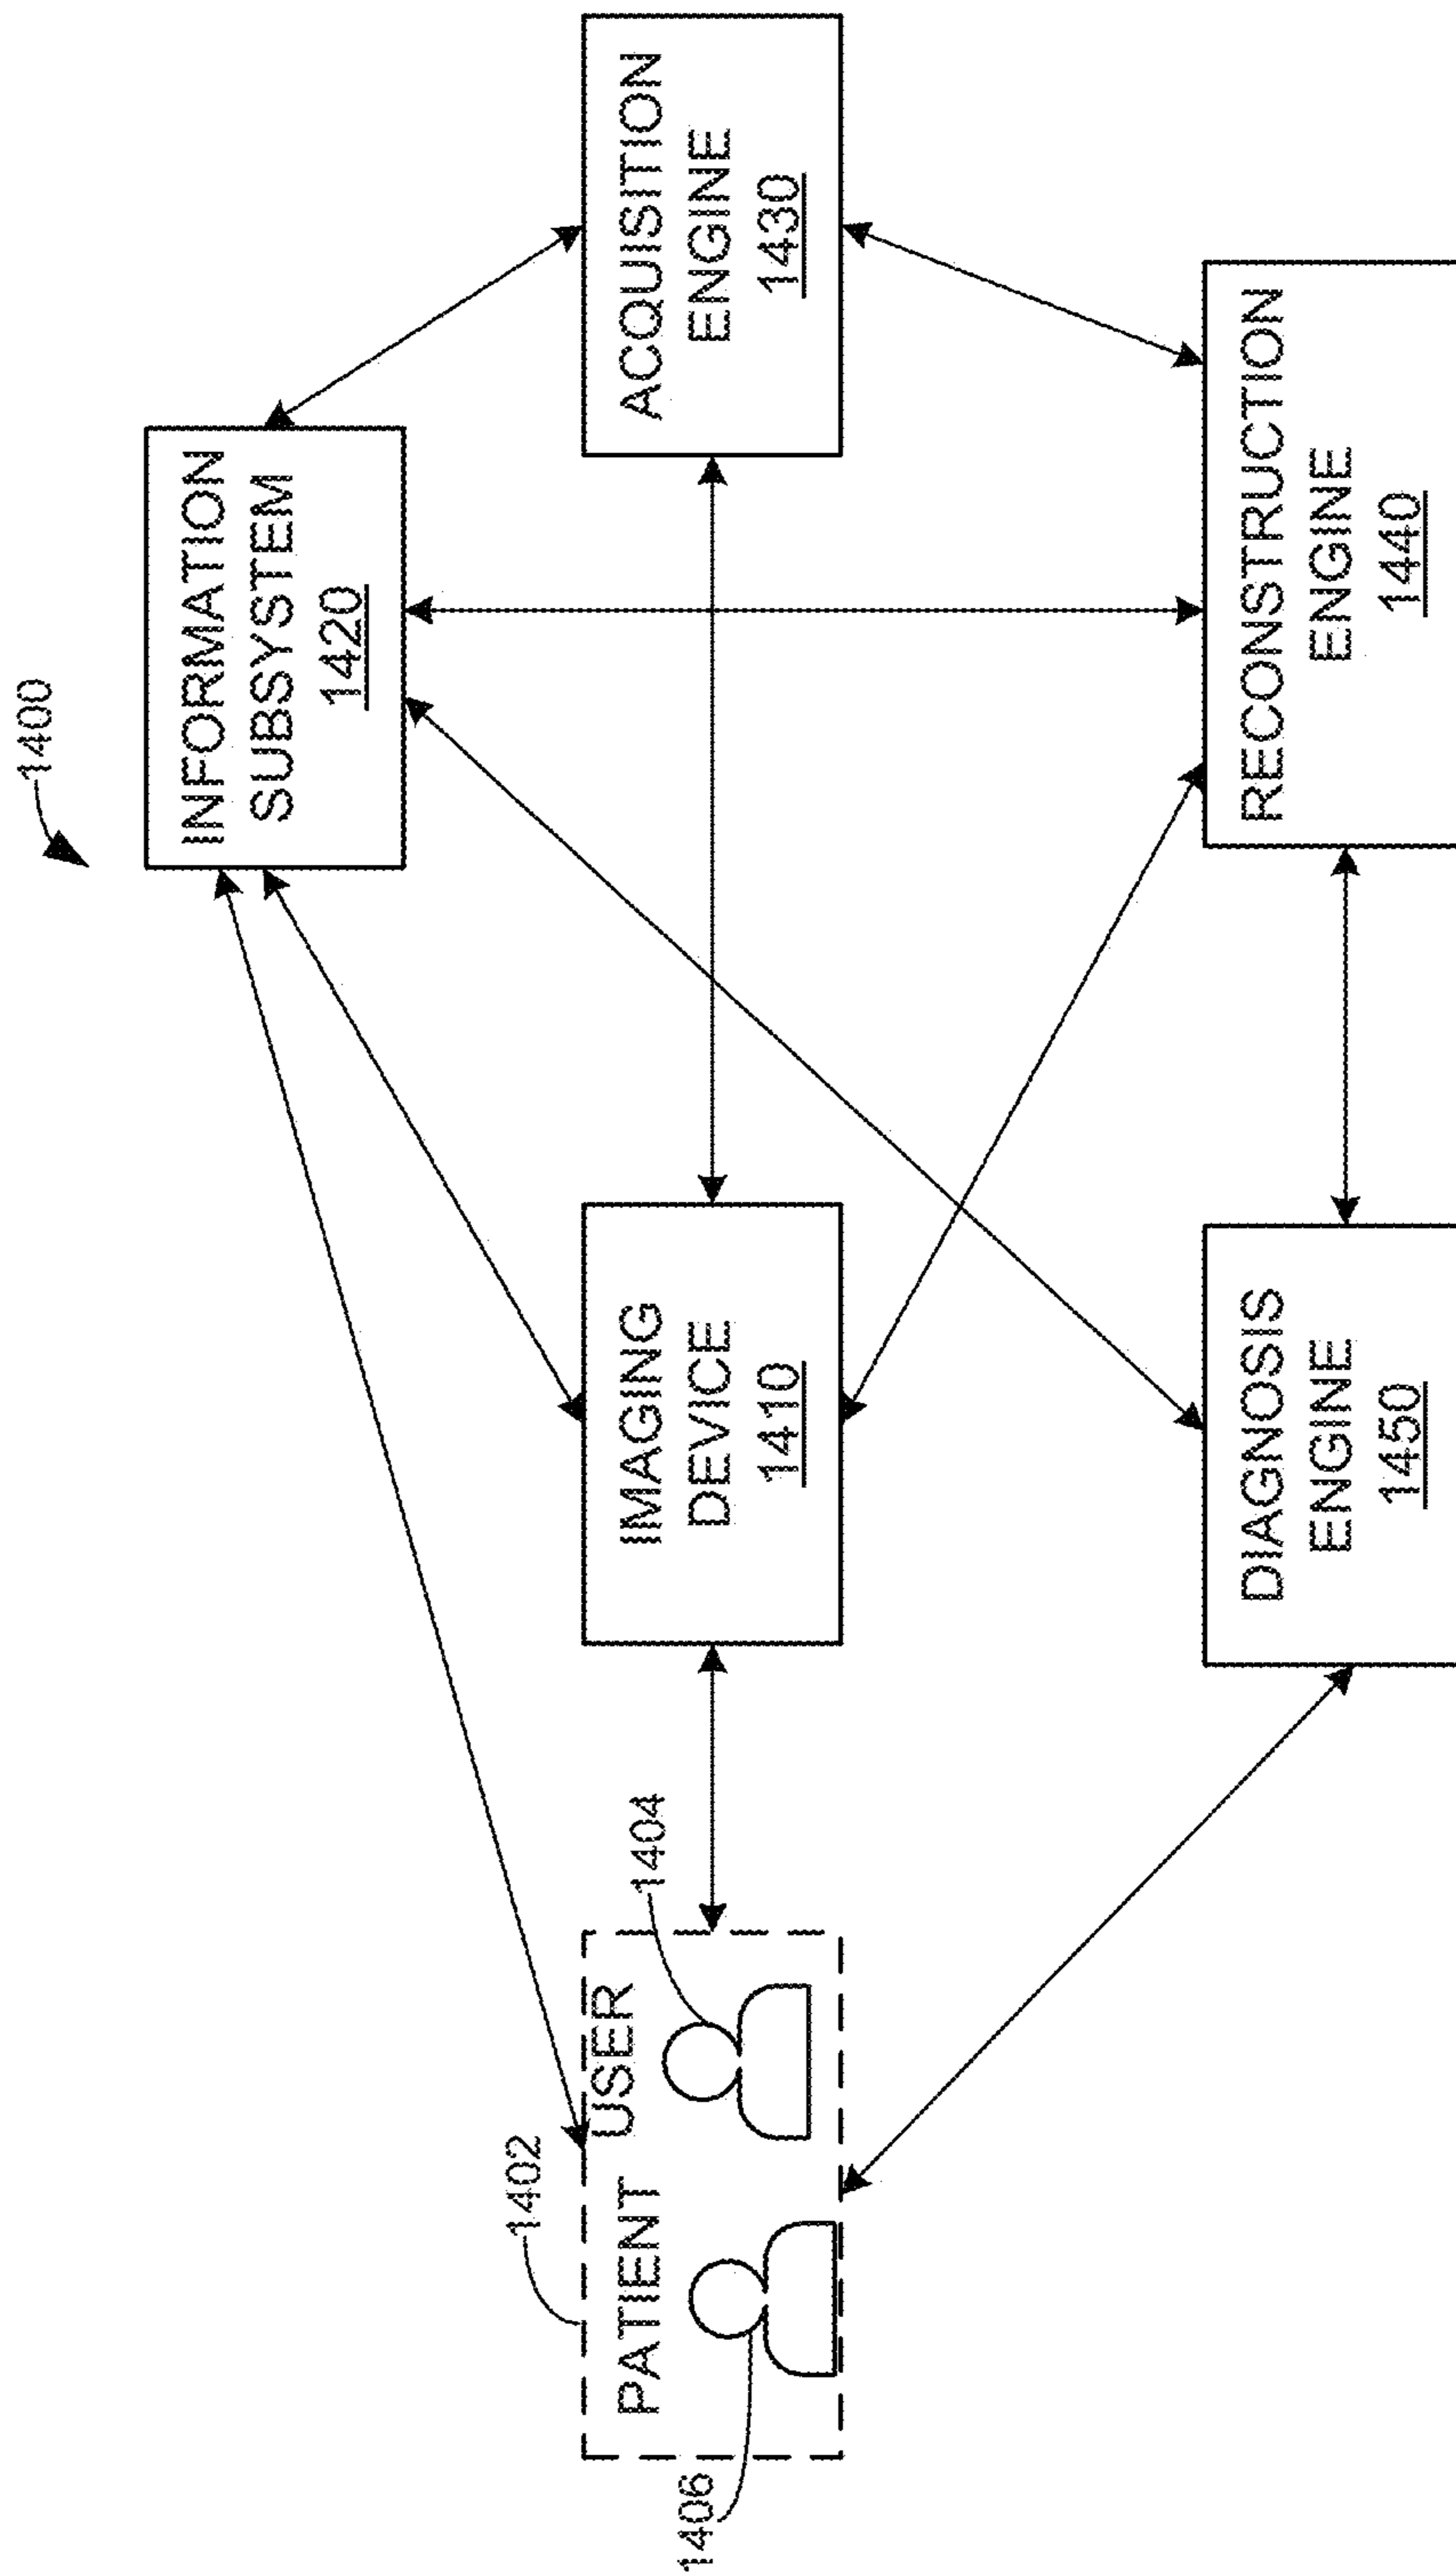 1400
INFORMATION
SUBSYSTEM
1420
1402
PATIENT
USER
1404
1406
IMAGING
DEVICE
1410
ACQUISITION
ENGINE
1430
DIAGNOSIS
ENGINE
1450
RECONSTRUCTION
ENGINE
1440